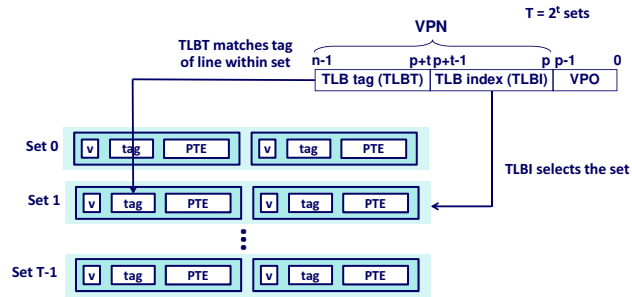 T = 2^t sets
VPN
TLBT matches tag
of line within set
n-1 p+t p+t-1 p p-1 0
TLB tag (TLBT) TLB index (TLBI) VPO
Set 0 v tag PTE v tag PTE
TLBI selects the set
Set 1 v tag PTE v tag PTE
Set T-1 v tag PTE v tag PTE